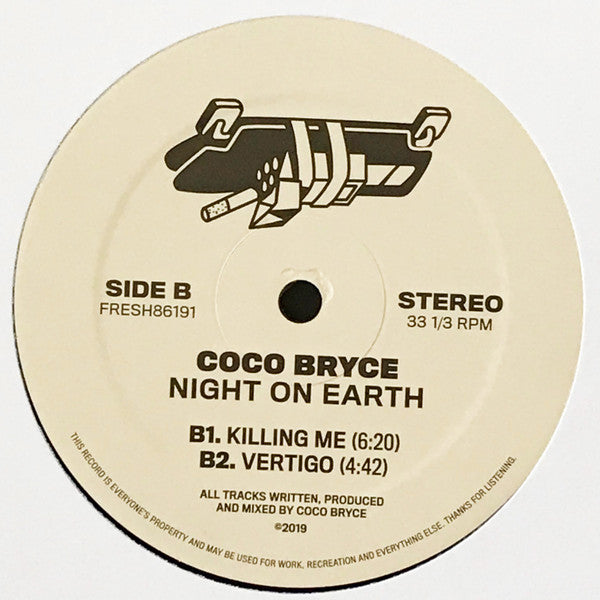 SIDE B
FRESH86191
STEREO
33 1/3 RPM
COCO BRYCE
NIGHT ON EARTH
B1. KILLING ME (6:20)
B2. VERTIGO (4:42)
ALL TRACKS WRITTEN, PRODUCED
AND MIXED BY COCO BRYCE
©2019
THIS RECORD IS EVERYONE'S PROPERTY AND MAY BE USED FOR WORK, RECREATION AND EVERYTHING ELSE. THANKS FOR LISTENING.